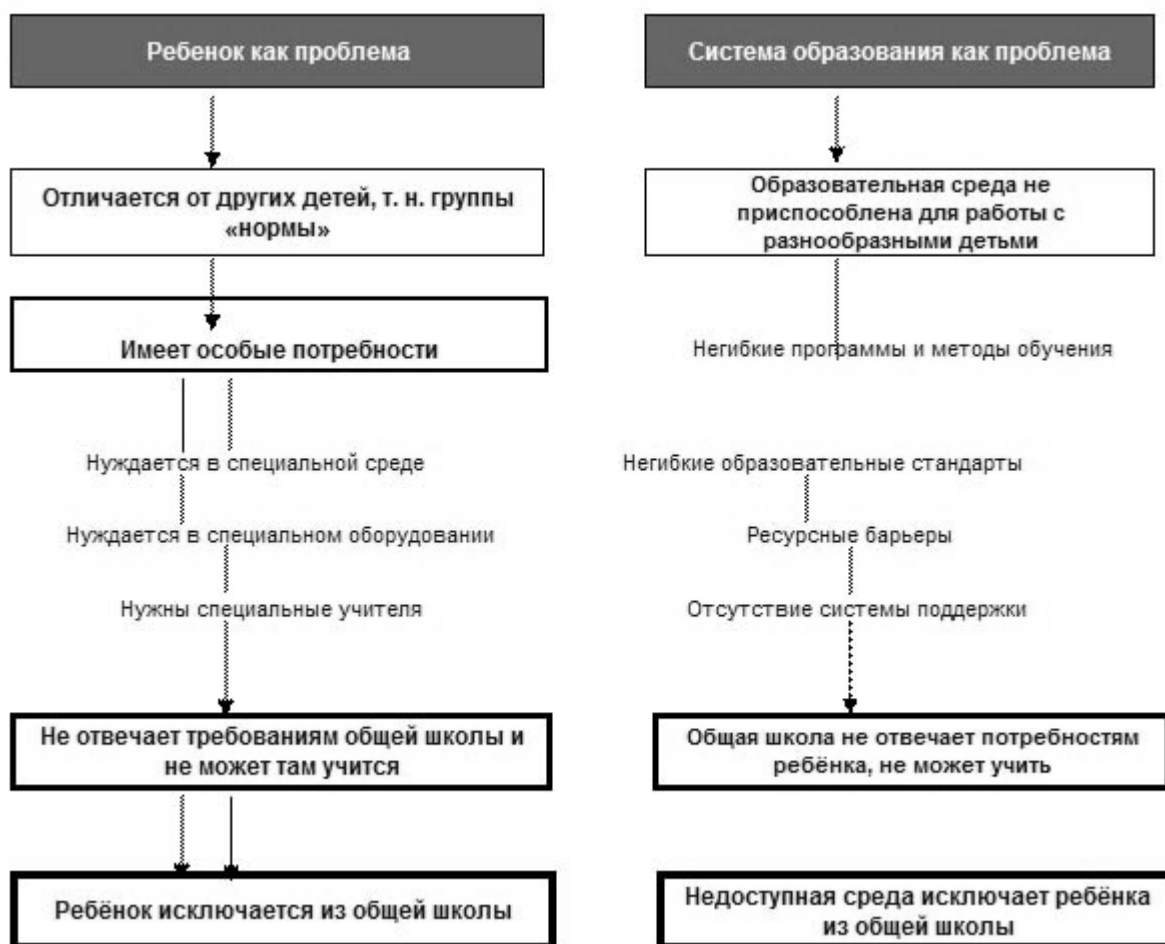 Ребенок как проблема
Отличается от других детей, т. н. группы
«нормы»
Имеет особые потребности
Нуждается в специальной среде
Нуждается в специальном оборудовании
Нужны специальные учителя
Не отвечает требованиям общей школы и
не может там учится
Ребёнок исключается из общей школы
Система образования как проблема
Образовательная среда не
приспособлена для работы с
разнообразными детьми
Негибкие программы и методы обучения
Негибкие образовательные стандарты
Ресурсные барьеры
Отсутствие системы поддержки
Общая школа не отвечает потребностям
ребёнка, не может учить
Недоступная среда исключает ребёнка
из общей школы